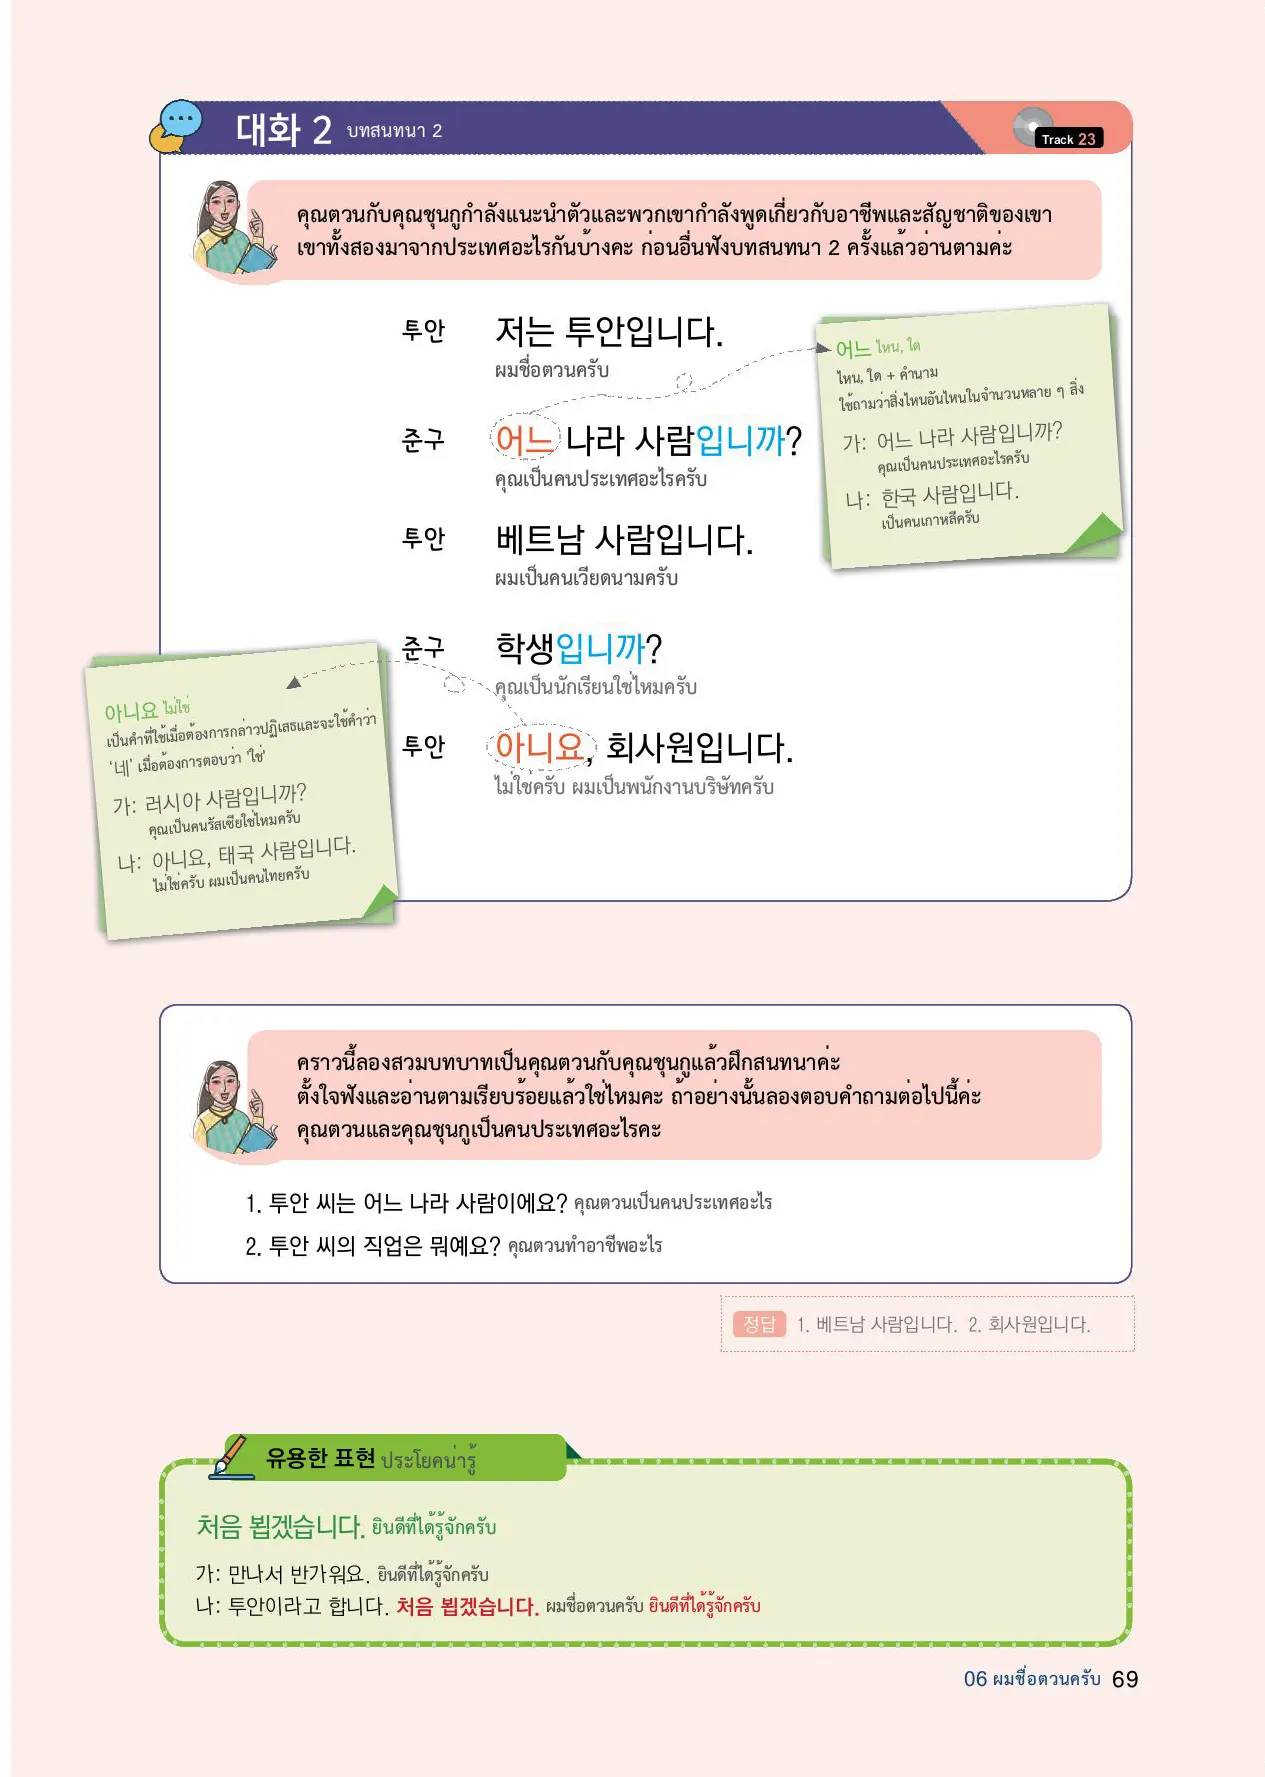 대화 2 บทสนทนา 2
Track 23
คุณตวนกับคุณชุนกูกำลังแนะนำตัวและพวกเขากำลังพูดเกี่ยวกับอาชีพและสัญชาติของเขา
เขาทั้งสองมาจากประเทศอะไรกันบ้างคะ ก่อนอื่นฟังบทสนทนา 2 ครั้งแล้วอ่านตามค่ะ
투안 저는 투안입니다.
ผมชื่อตวนครับ
준구 어느 나라 사람입니까?
คุณเป็นคนประเทศอะไรครับ
투안 베트남 사람입니다.
ผมเป็นคนเวียดนามครับ
준구 학생입니까?
คุณเป็นนักเรียนใช่ไหมครับ
투안 아니요, 회사원입니다.
ไม่ใช่ครับ ผมเป็นพนักงานบริษัทครับ
어느 ไหน, ใด
ไหน, ใด + คำนาม
ใช้ถามว่าสิ่งไหนอันไหนในจำนวนหลาย ๆ สิ่ง
가: 어느 나라 사람입니까?
คุณเป็นคนประเทศอะไรครับ
나: 한국 사람입니다.
เป็นคนเกาหลีครับ
아니요 ไม่ใช่
เป็นคำที่ใช้เมื่อต้องการกล่าวปฏิเสธและจะใช้คำว่า
‘네’ เมื่อต้องการตอบว่า ‘ใช่’
가: 러시아 사람입니까?
คุณเป็นคนรัสเซียใช่ไหมครับ
나: 아니요, 태국 사람입니다.
ไม่ใช่ครับ ผมเป็นคนไทยครับ
คราวนี้ลองสวมบทบาทเป็นคุณตวนกับคุณชุนกูแล้วฝึกสนทนาค่ะ
ตั้งใจฟังและอ่านตามเรียบร้อยแล้วใช่ไหมคะ ถ้าอย่างนั้นลองตอบคำถามต่อไปนี้ค่ะ
คุณตวนและคุณชุนกูเป็นคนประเทศอะไรคะ
1. 투안 씨는 어느 나라 사람이에요? คุณตวนเป็นคนประเทศอะไร
2. 투안 씨의 직업은 뭐예요? คุณตวนทำอาชีพอะไร
정답 1. 베트남 사람입니다. 2. 회사원입니다.
유용한 표현 ประโยคน่ารู้
처음 뵙겠습니다. ยินดีที่ได้รู้จักครับ
가: 만나서 반가워요. ยินดีที่ได้รู้จักครับ
나: 투안이라고 합니다. 처음 뵙겠습니다. ผมชื่อตวนครับ ยินดีที่ได้รู้จักครับ
06 ผมชื่อตวนครับ 69